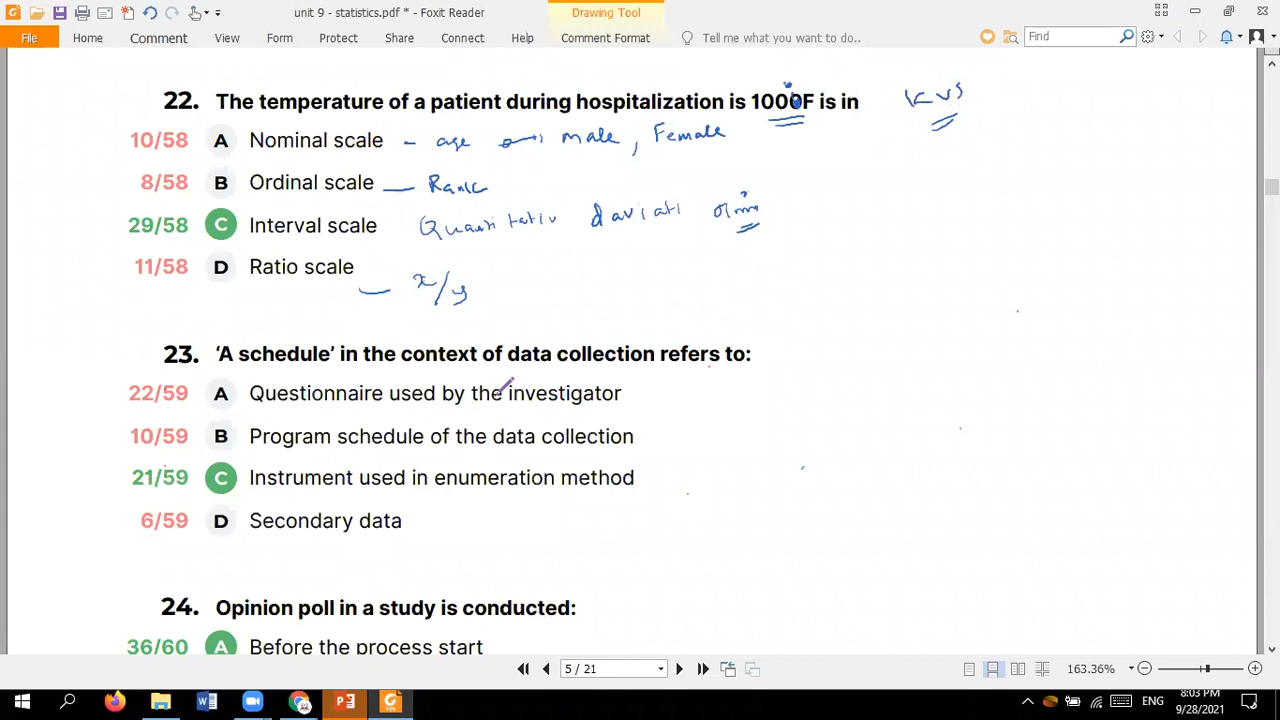 unit 9 - statistics.pdf * - Foxit Reader
Drawing Tool
File Home Comment View Form Protect Share Connect Help Comment Format Tell me what you want to do.. Find
22. The temperature of a patient during hospitalization is 1000F is in
10/58 A Nominal scale - age male, Female
8/58 B Ordinal scale — Rank
29/58 C Interval scale
11/58 D Ratio scale — x/y
23. ‘A schedule’ in the context of data collection refers to:
22/59 A Questionnaire used by the investigator
10/59 B Program schedule of the data collection
21/59 C Instrument used in enumeration method
6/59 D Secondary data
24. Opinion poll in a study is conducted:
36/60 A Before the process start
5 / 21 163.36%
ENG 8:03 PM
9/28/2021